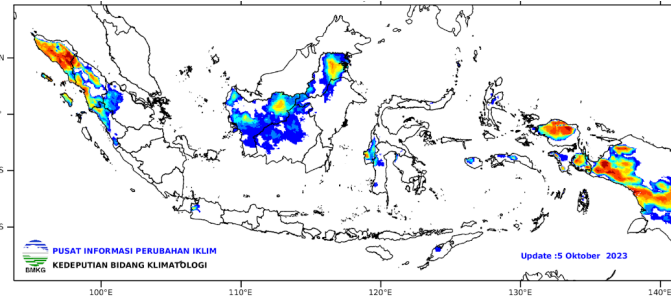 N
S
S
PUSAT INFORMASI PERUBAHAN IKLIM
KEDEPUTIAN BIDANG KLIMATOLOGI
BMKG
Update :5 Oktober 2023
100°E 110°E 120°E 130°E 140°E